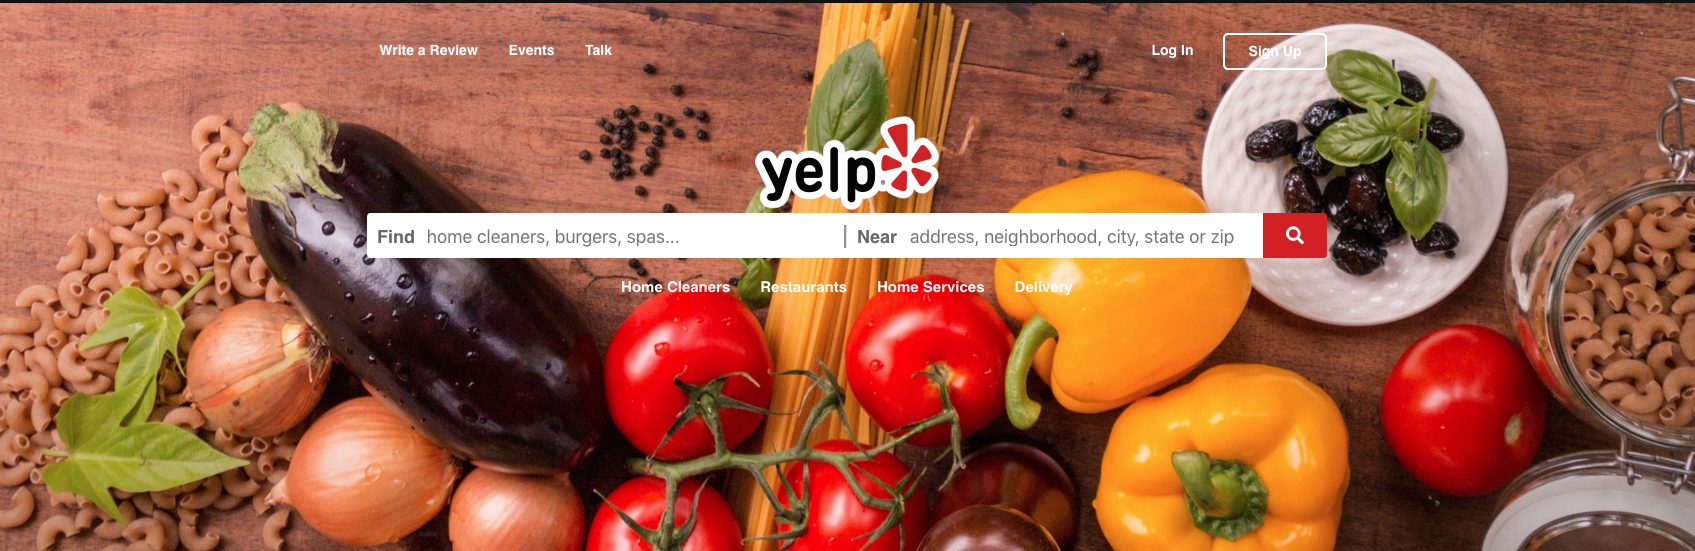 Write a Review Events Talk Log In Sign Up
yelp
Find home cleaners, burgers, spas... | Near address, neighborhood, city, state or zip
Home Cleaners Restaurants Home Services Delivery